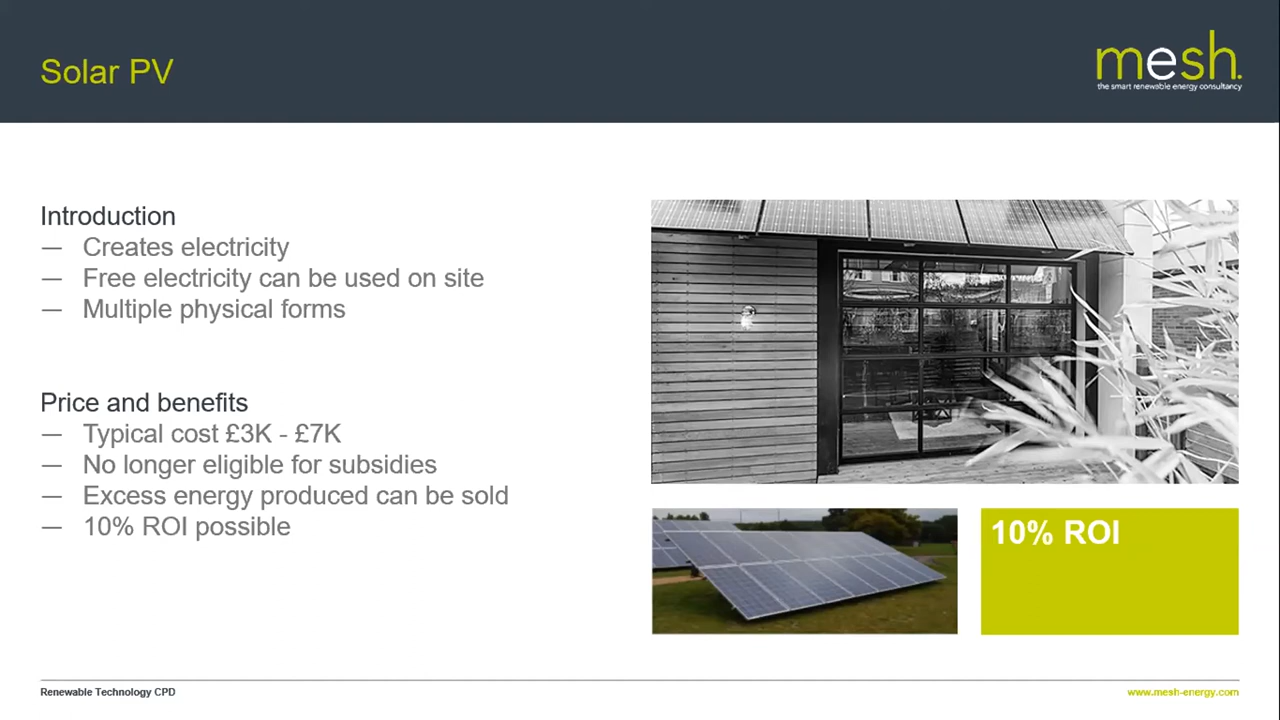 Solar PV
mesh.
the smart renewable energy consultancy
Introduction
— Creates electricity
— Free electricity can be used on site
— Multiple physical forms
Price and benefits
— Typical cost £3K - £7K
— No longer eligible for subsidies
— Excess energy produced can be sold
— 10% ROI possible
10% ROI
Renewable Technology CPD
www.mesh-energy.com